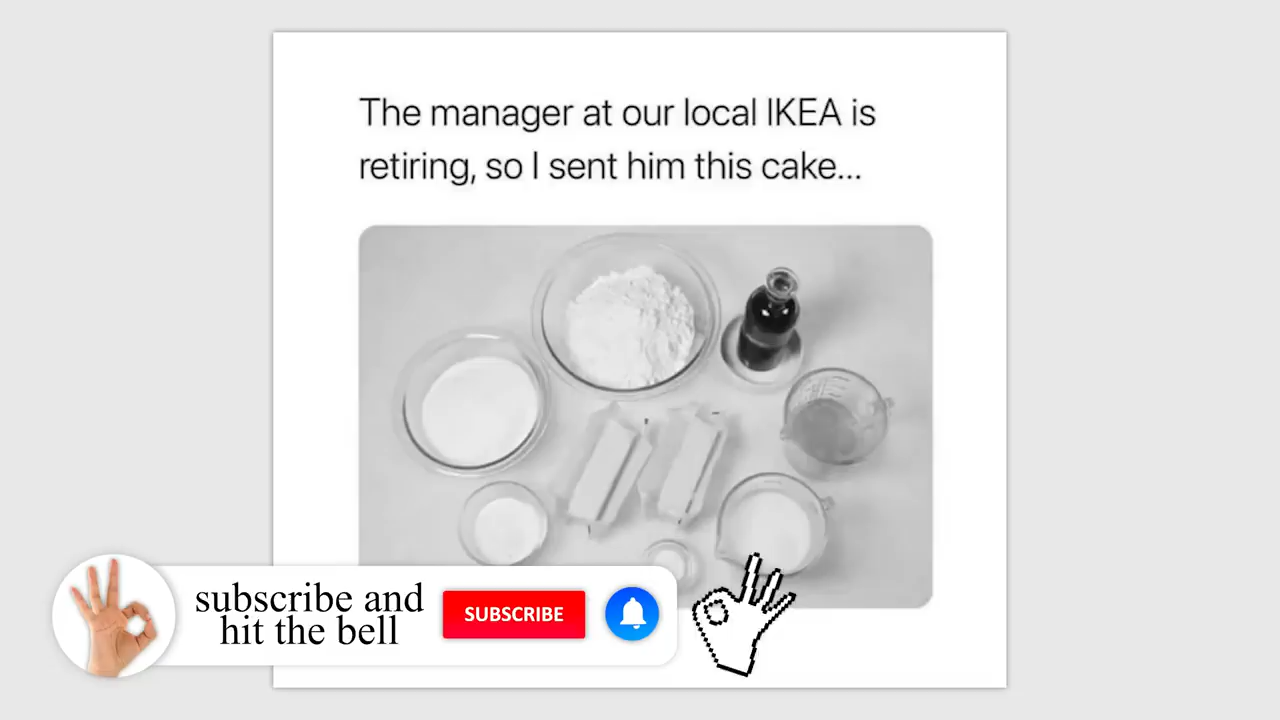 The manager at our local IKEA is
retiring, so I sent him this cake...
subscribe and
hit the bell
SUBSCRIBE